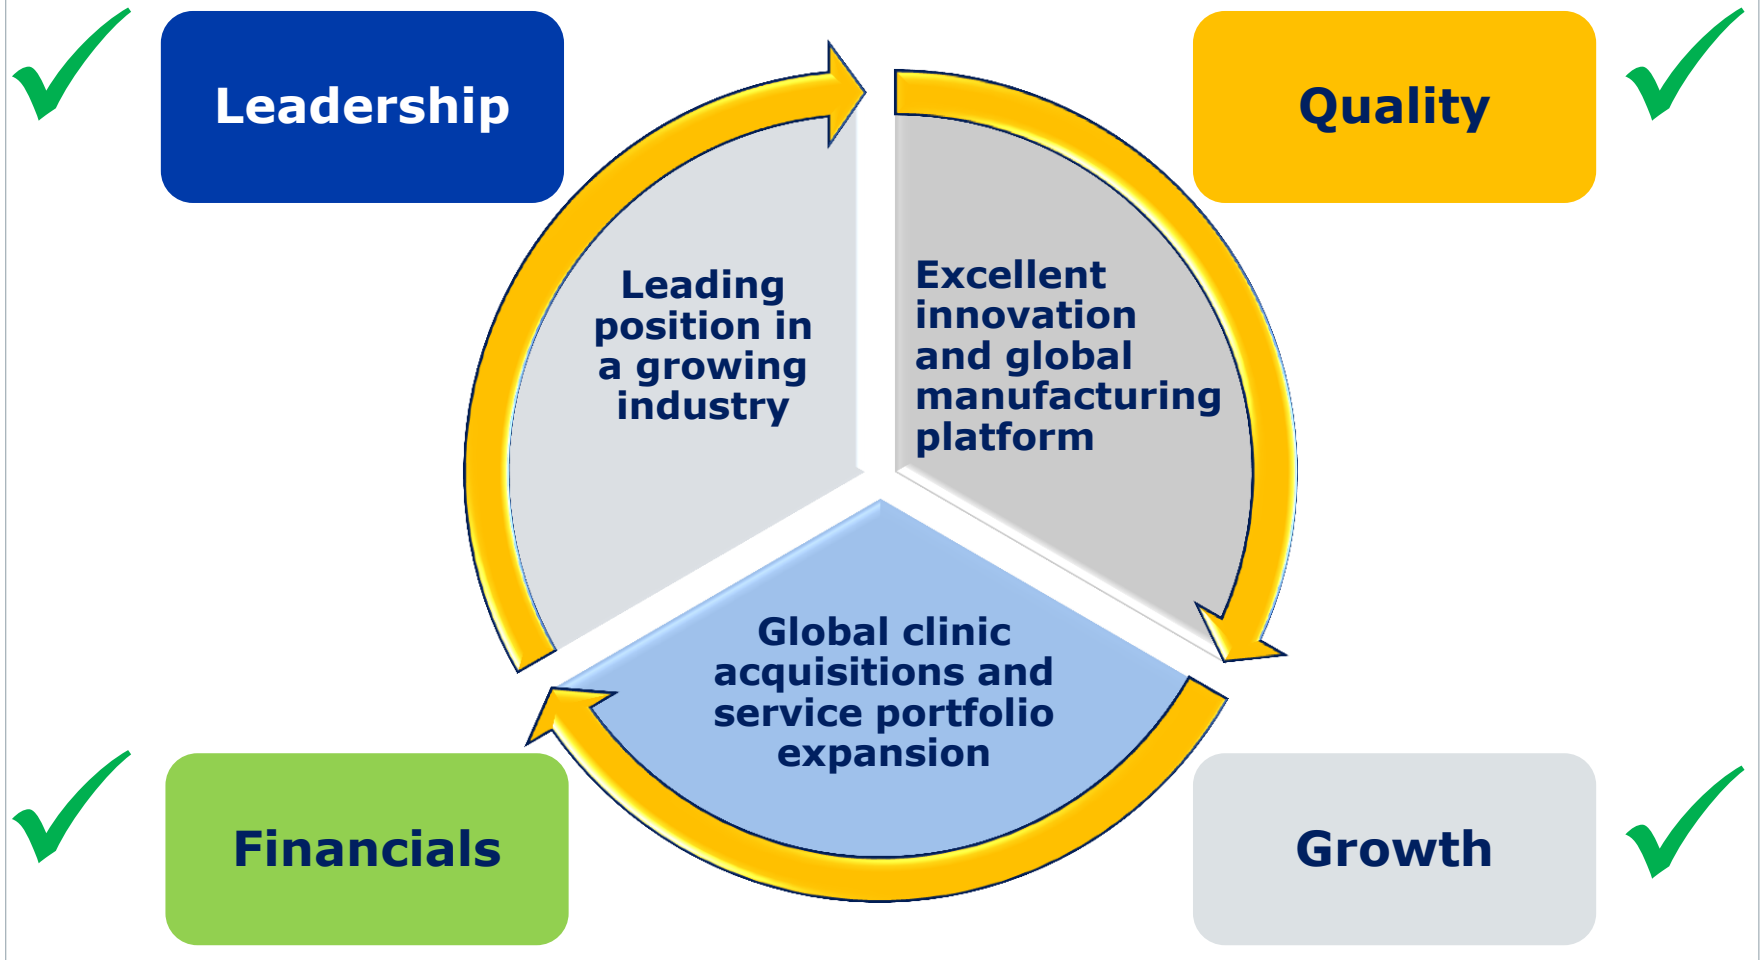 Leadership
Quality
Leading
position in
a growing
industry
Excellent
innovation
and global
manufacturing
platform
Global clinic
acquisitions and
service portfolio
expansion
Financials
Growth